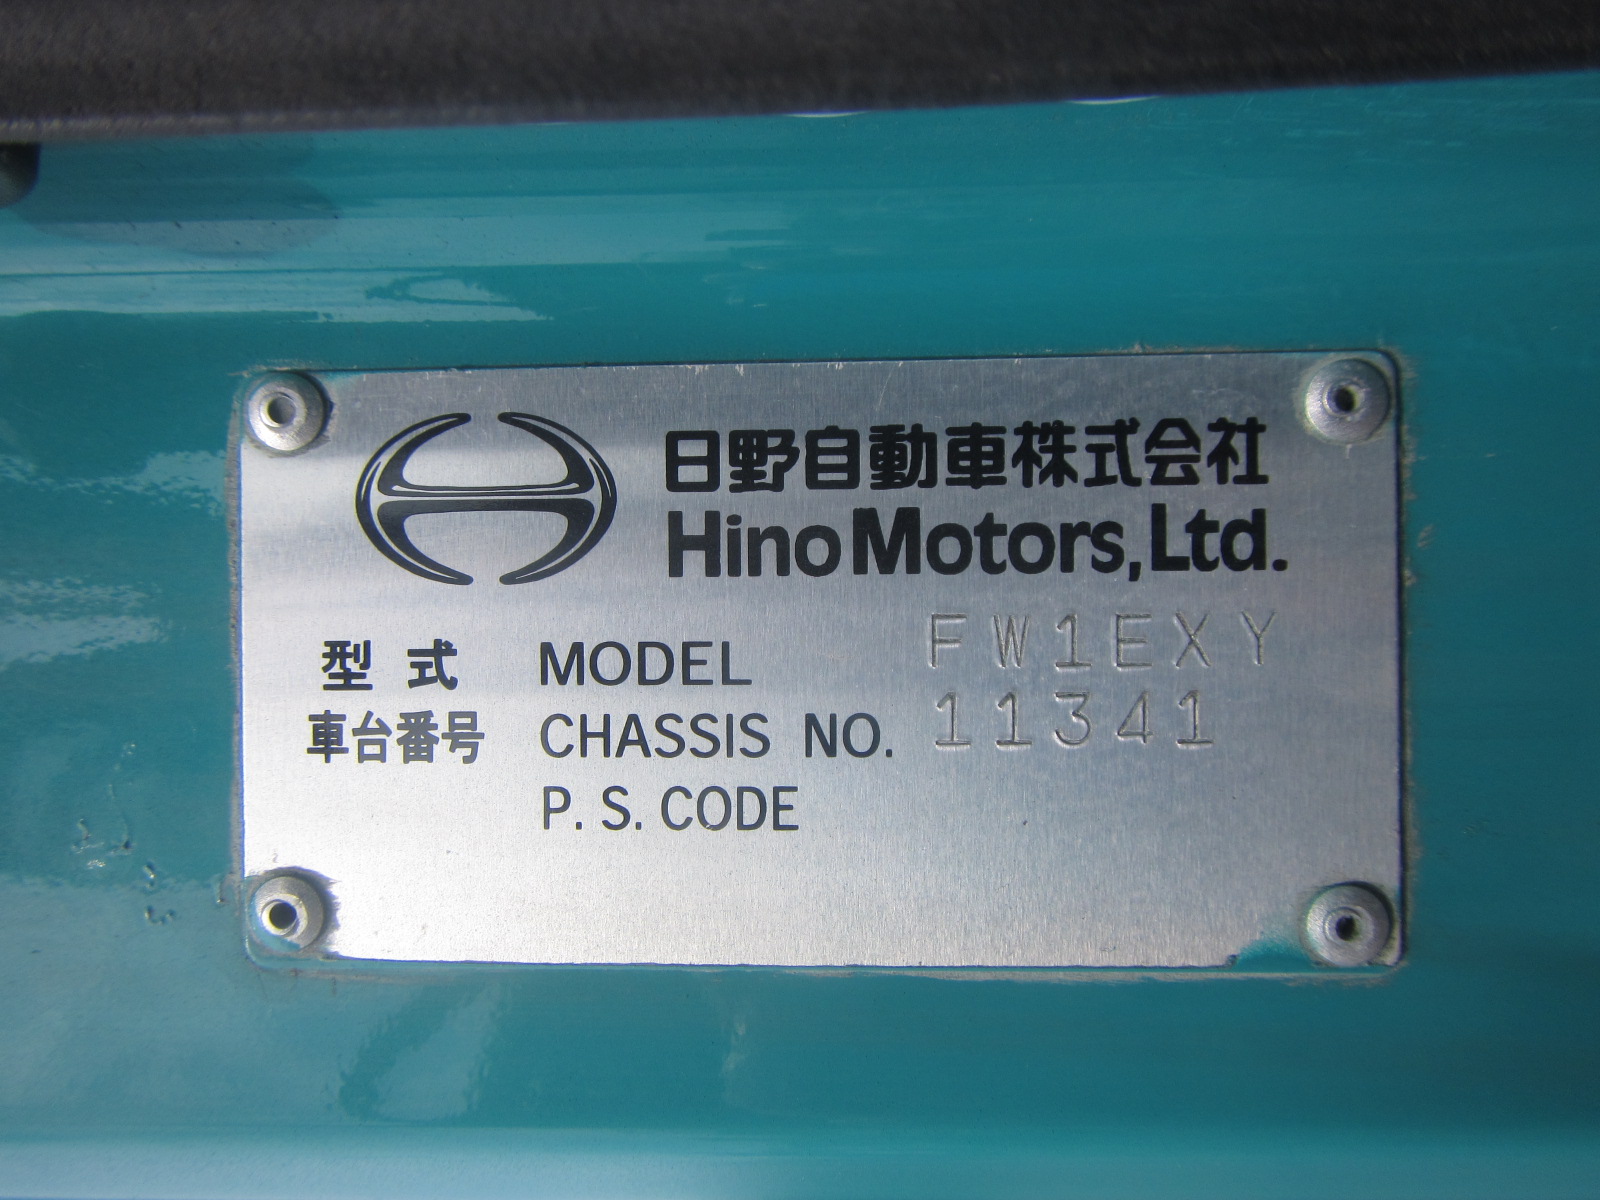 日野自動車株式会社
Hino Motors, Ltd.
型式 MODEL FW1EXY
車台番号 CHASSIS NO. 11341
P. S. CODE